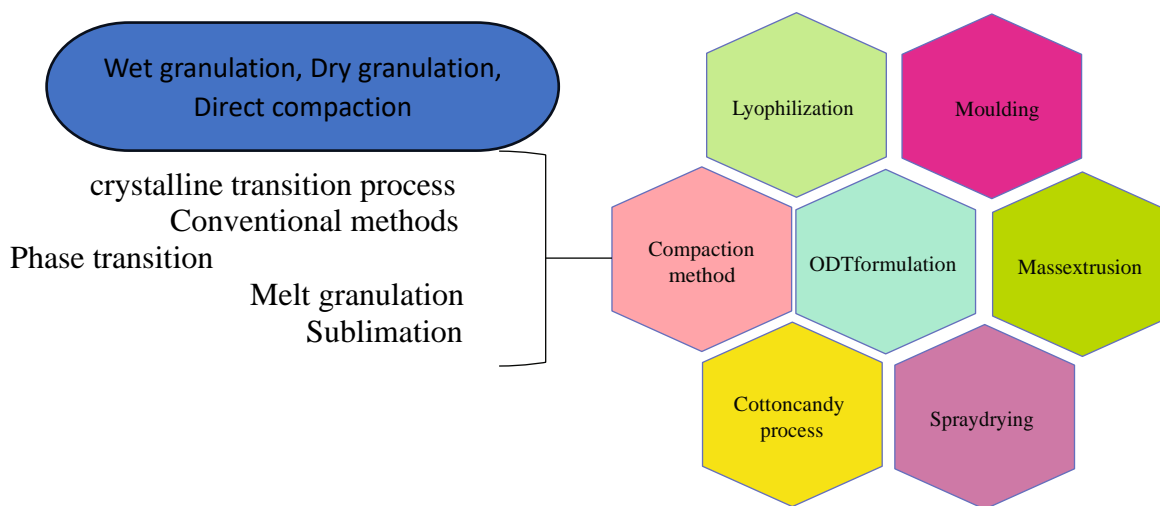 Wet granulation, Dry granulation,
Direct compaction
crystalline transition process
Conventional methods
Phase transition
Melt granulation
Sublimation
Lyophilization
Moulding
Compaction
method
ODTformulation
Massextrusion
Cottoncandy
process
Spraydrying